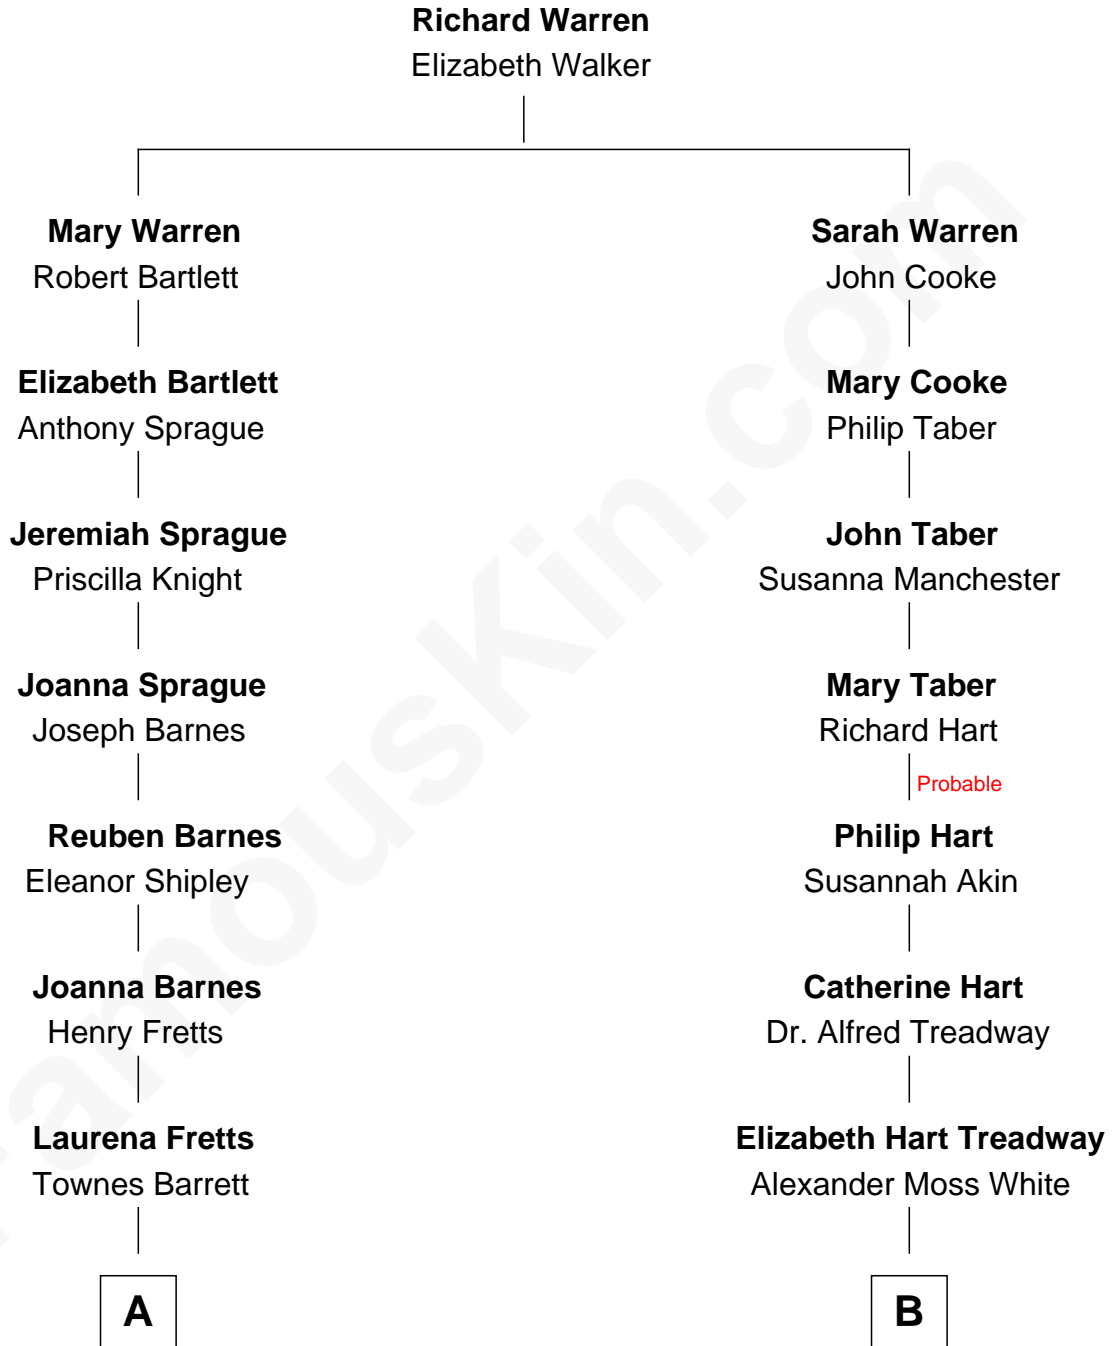 Richard Warren
Elizabeth Walker
Mary Warren
Robert Bartlett
Sarah Warren
John Cooke
Elizabeth Bartlett
Anthony Sprague
Mary Cooke
Philip Taber
Jeremiah Sprague
Priscilla Knight
John Taber
Susanna Manchester
Joanna Sprague
Joseph Barnes
Mary Taber
Richard Hart
Probable
Reuben Barnes
Eleanor Shipley
Philip Hart
Susannah Akin
Joanna Barnes
Henry Fretts
Catherine Hart
Dr. Alfred Treadway
Laurena Fretts
Townes Barrett
Elizabeth Hart Treadway
Alexander Moss White
A
B
FamousKin.com